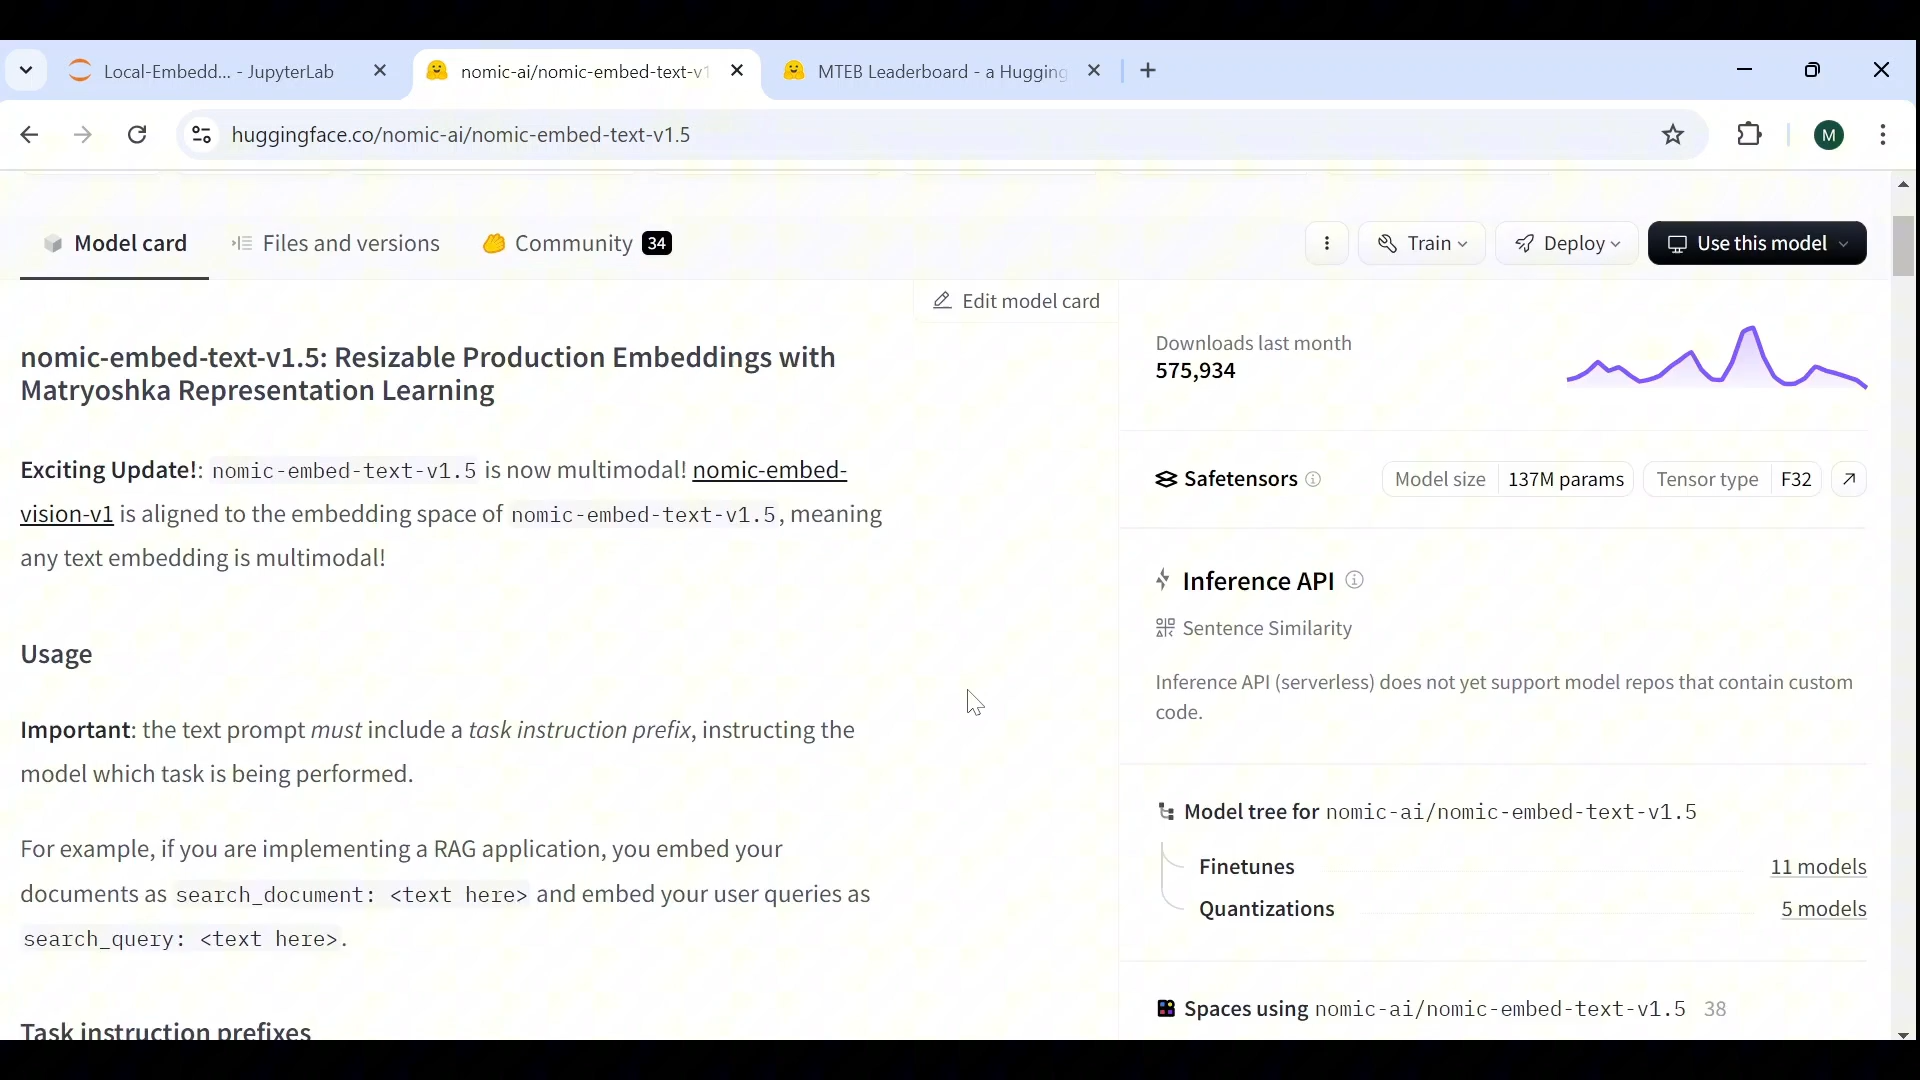 Local-Embedd... - JupyterLab
nomic-ai/nomic-embed-text-v1
MTEB Leaderboard - a Hugging
huggingface.co/nomic-ai/nomic-embed-text-v1.5
M
Model card
Files and versions
Community 34
Train
Deploy
Use this model
Edit model card
nomic-embed-text-v1.5: Resizable Production Embeddings with
Matryoshka Representation Learning
Exciting Update!: nomic-embed-text-v1.5 is now multimodal! nomic-embed-
vision-v1 is aligned to the embedding space of nomic-embed-text-v1.5, meaning
any text embedding is multimodal!
Usage
Important: the text prompt must include a task instruction prefix, instructing the
model which task is being performed.
For example, if you are implementing a RAG application, you embed your
documents as search_document: <text here> and embed your user queries as
search_query: <text here>.
Task instruction prefixes
Downloads last month
575,934
Safetensors
Model size 137M params
Tensor type F32
Inference API
Sentence Similarity
Inference API (serverless) does not yet support model repos that contain custom
code.
Model tree for nomic-ai/nomic-embed-text-v1.5
Finetunes 11 models
Quantizations 5 models
Spaces using nomic-ai/nomic-embed-text-v1.5 38